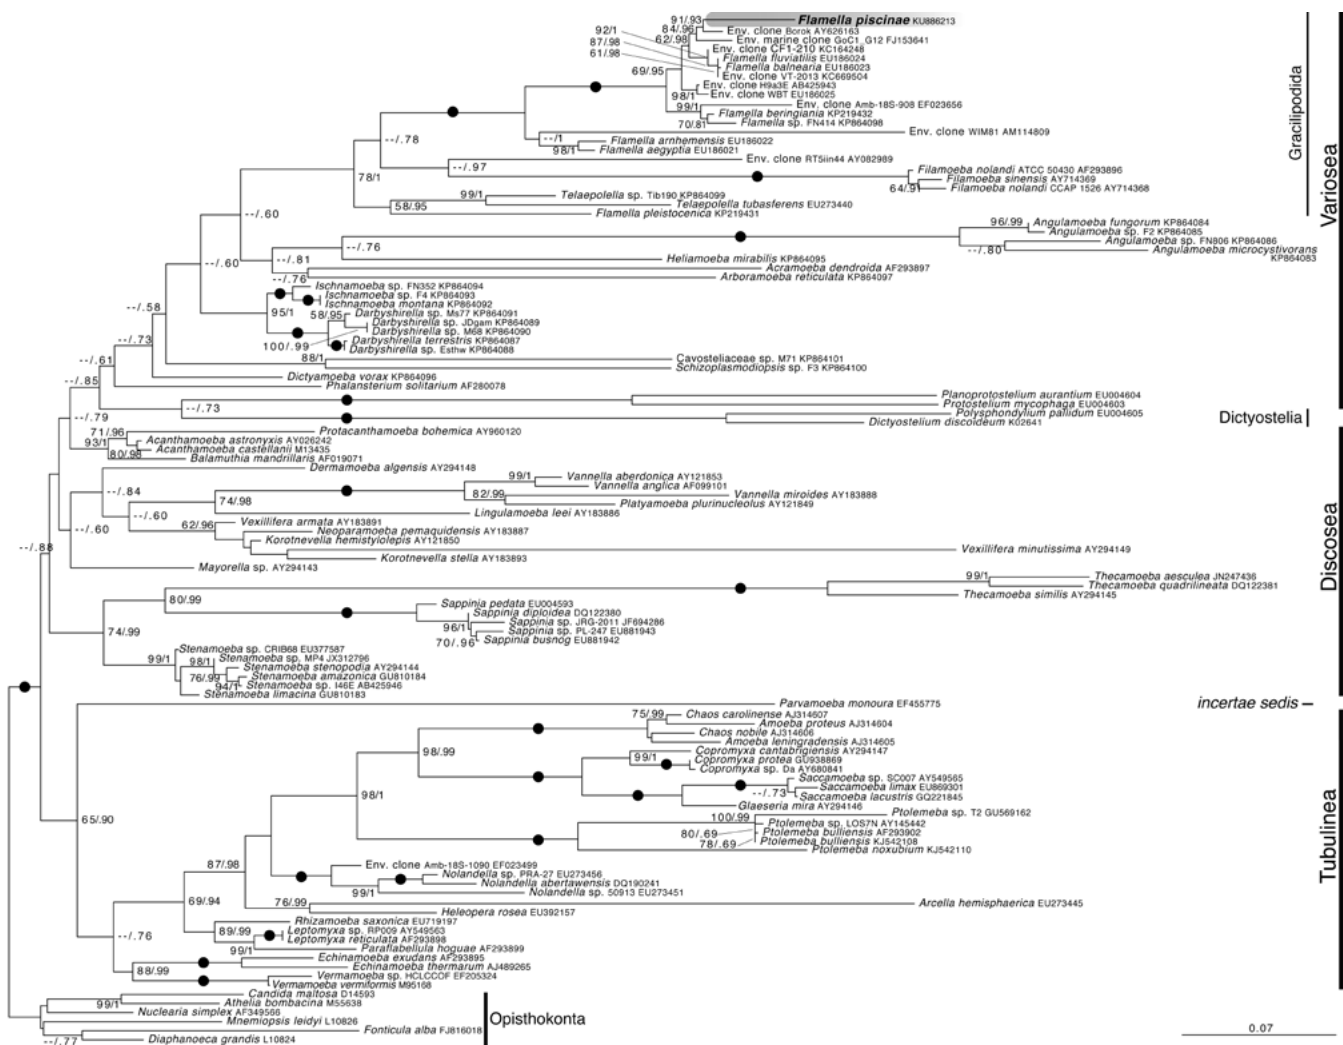 91/.93
Flamella piscinae KU886213
84/.96
Env. clone Borok AY626163
92/1
62/.98
Env. marine clone GoC1_G12 FJ153641
87/.98
Env. clone CF1-210 KC164248
61/.98
Flamella fluviatilis EU186024
Flamella balnearia EU186023
69/.95
Env. clone VT-2013 KC669504
Env. clone H9a3E AB425943
98/1
Env. clone WBT EU186025
99/1
Env. clone Amb-18S-908 EF023656
Flamella beringiania KP219432
70/.81
Flamella sp. FN414 KP864098
Env. clone WIM81 AM114809
--/.78
--/1
Flamella arnhemensis EU186022
98/1
Flamella aegyptia EU186021
Env. clone RT5iin44 AY082989
--/.97
Filamoeba nolandi ATCC 50430 AF293896
78/1
Filamoeba sinensis AY714369
64/.91
Filamoeba nolandi CCAP 1526 AY714368
99/1
Telaepolella sp. Tib190 KP864099
58/.95
Telaepolella tubasferens EU273440
Flamella pleistocenica KP219431
Gracilipodida
Variosea
--/.60
96/.99
Angulamoeba fungorum KP864084
Angulamoeba sp. F2 KP864085
--/.76
Angulamoeba sp. FN806 KP864086
--/.80
Angulamoeba microcystivorans
KP864083
--/.60
--/.81
Heliamoeba mirabilis KP864095
Acramoeba dendroida AF293897
--/.76
Arboramoeba reticulata KP864097
Ischnamoeba sp. FN352 KP864094
Ischnamoeba sp. F4 KP864093
Ischnamoeba montana KP864092
--/.58
95/1
58/.95
Darbyshirella sp. Ms77 KP864091
Darbyshirella sp. JDgam KP864089
Darbyshirella sp. M68 KP864090
100/.99
Darbyshirella terrestris KP864087
Darbyshirella sp. Esthw KP864088
--/.73
88/1
Cavosteliaceae sp. M71 KP864101
--/.61
Schizoplasmodiopsis sp. F3 KP864100
Dictyamoeba vorax KP864096
--/.85
Phalansterium solitarium AF280078
Planoprotostelium aurantium EU004604
--/.73
Protostelium mycophaga EU004603
--/.79
Polysphondylium pallidum EU004605
Dictyostelium discoideum K02641
Dictyostelia
71/.96
Protacanthamoeba bohemica AY960120
93/1
Acanthamoeba astronyxis AY026242
Acanthamoeba castellanii M13435
80/.98
Balamuthia mandrillaris AF019071
Dermamoeba algensis AY294148
99/1
Vannella aberdonica AY121853
--/.84
Vannella anglica AF099101
74/.98
82/.99
Vannella miroides AY183888
Platyamoeba plurinucleolus AY121849
--/.60
Lingulamoeba leei AY183886
62/.96
Vexillifera armata AY183891
--/.60
Neoparamoeba pemaquidensis AY183887
Korotnevella hemistylolepis AY121850
--/.88
Vexillifera minutissima AY294149
Korotnevella stella AY183893
Mayorella sp. AY294143
99/1
Thecamoeba aesculea JN247436
Thecamoeba quadrilineata DQ122381
80/.99
Thecamoeba similis AY294145
Sappinia pedata EU004593
Sappinia diploidea DQ122380
96/1
Sappinia sp. JRG-2011 JF694286
74/.99
Sappinia sp. PL-247 EU881943
70/.96
Sappinia busnog EU881942
Stenamoeba sp. CRIB68 EU377587
99/1
98/1
Stenamoeba sp. MP4 JX312796
Stenamoeba stenopodia AY294144
76/.99
Stenamoeba amazonica GU810184
94/1
Stenamoeba sp. I46E AB425946
Stenamoeba limacina GU810183
Discosea
Parvamoeba monoura EF455775
incertae sedis
75/.99
Chaos carolinense AJ314607
Amoeba proteus AJ314604
Chaos nobile AJ314606
Amoeba leningradensis AJ314605
98/.99
Copromyxa cantabrigiensis AY294147
99/1
Copromyxa protea GU938869
Copromyxa sp. Da AY680841
Saccamoeba sp. SC007 AY549565
Saccamoeba limax EU869301
--/.73
Saccamoeba lacustris GQ221845
98/1
Glaeseria mira AY294146
100/.99
Ptolemeba sp. T2 GU569162
65/.90
Ptolemeba sp. LOS7N AY145442
80/.69
Ptolemeba bulliensis AF293902
78/.69
Ptolemeba bulliensis KJ542108
Ptolemeba noxubium KJ542110
87/.98
Env. clone Amb-18S-1090 EF023499
Nolandella sp. PRA-27 EU273456
Nolandella abertawensis DQ190241
99/1
Nolandella sp. 50913 EU273451
69/.94
76/.99
Arcella hemisphaerica EU273445
Heleopera rosea EU392157
Rhizamoeba saxonica EU719197
89/.99
Leptomyxa sp. RP009 AY549563
--/.76
Leptomyxa reticulata AF293898
99/1
Paraflabellula hoguae AF293899
Echinamoeba exudans AF293895
88/.99
Echinamoeba thermarum AJ489265
Vermamoeba sp. HCLCCOF EF205324
Vermamoeba vermiformis M95168
Tubulinea
Candida maltosa D14593
99/1
Athelia bombacina M55638
Nuclearia simplex AF349566
Mnemiopsis leidyi L10826
Fonticula alba FJ816018
--/.77
Diaphanoeca grandis L10824
Opisthokonta
0.07